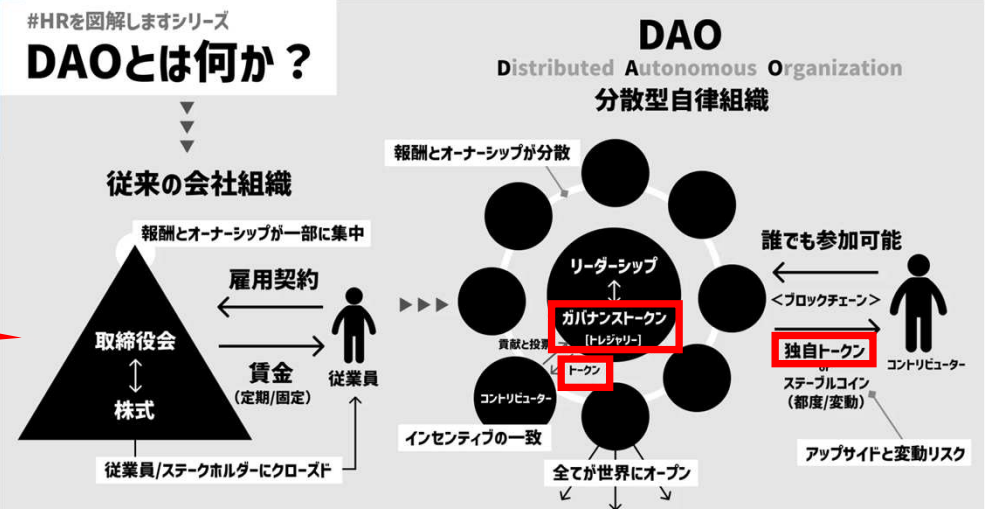 #HRを図解しますシリーズ
DAOとは何か？
従来の会社組織
報酬とオーナーシップが一部に集中
雇用契約
取締役会
株式
賃金
(定期/固定)
従業員
従業員/ステークホルダーにクローズド
DAO
Distributed Autonomous Organization
分散型自律組織
報酬とオーナーシップが分散
リーダーシップ
ガバナンストークン
[トレジャリー]
貢献と投票
トークン
コントリビューター
インセンティブの一致
全てが世界にオープン
誰でも参加可能
<ブロックチェーン>
独自トークン
or
ステーブルコイン
(都度/変動)
コントリビューター
アップサイドと変動リスク